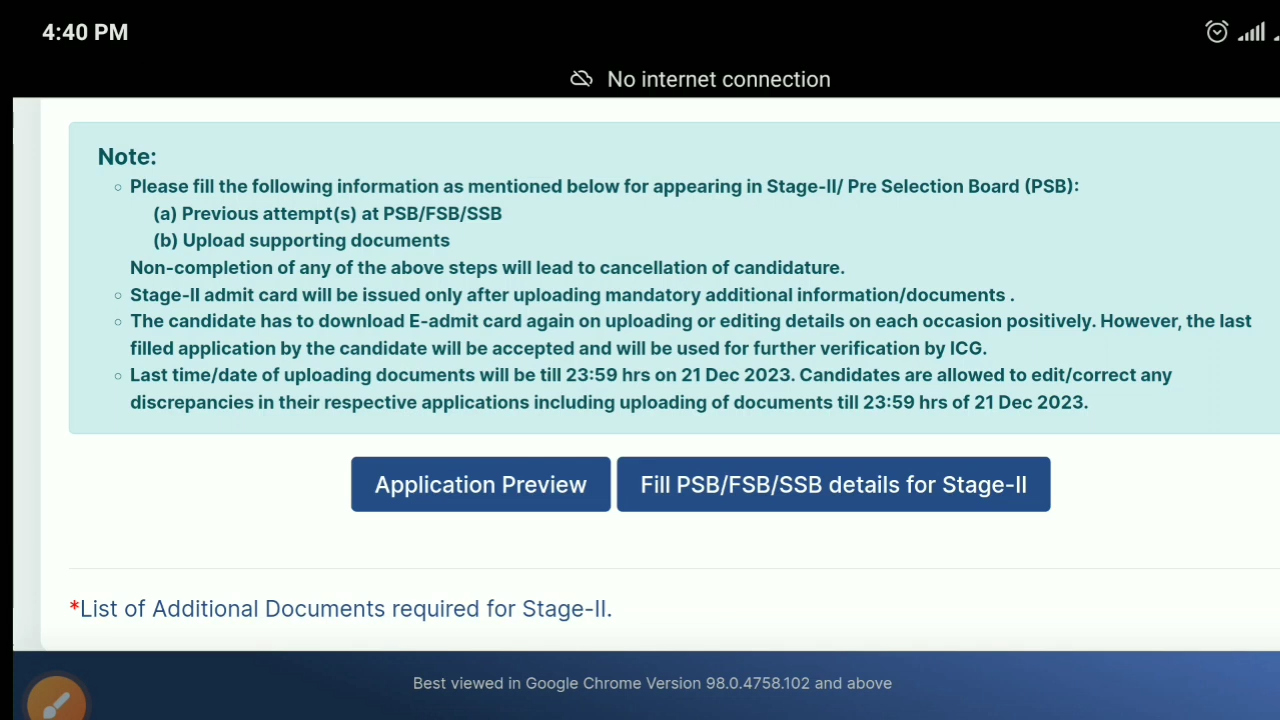 4:40 PM
No internet connection
Note:
Please fill the following information as mentioned below for appearing in Stage-II/ Pre Selection Board (PSB):
(a) Previous attempt(s) at PSB/FSB/SSB
(b) Upload supporting documents
Non-completion of any of the above steps will lead to cancellation of candidature.
Stage-II admit card will be issued only after uploading mandatory additional information/documents .
The candidate has to download E-admit card again on uploading or editing details on each occasion positively. However, the last
filled application by the candidate will be accepted and will be used for further verification by ICG.
Last time/date of uploading documents will be till 23:59 hrs on 21 Dec 2023. Candidates are allowed to edit/correct any
discrepancies in their respective applications including uploading of documents till 23:59 hrs of 21 Dec 2023.
Application Preview Fill PSB/FSB/SSB details for Stage-II
*List of Additional Documents required for Stage-II.
Best viewed in Google Chrome Version 98.0.4758.102 and above